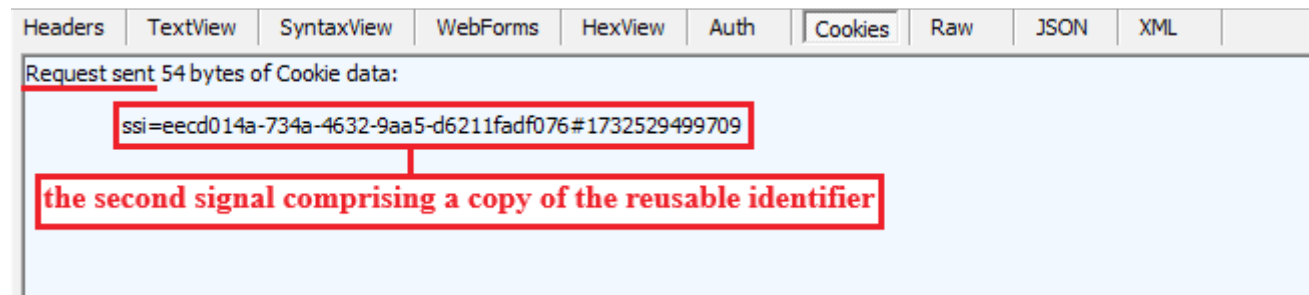 Headers TextView SyntaxView WebForms HexView Auth Cookies Raw JSON XML
Request sent 54 bytes of Cookie data:
ssi=eecd014a-734a-4632-9aa5-d6211fadf076#1732529499709
the second signal comprising a copy of the reusable identifier